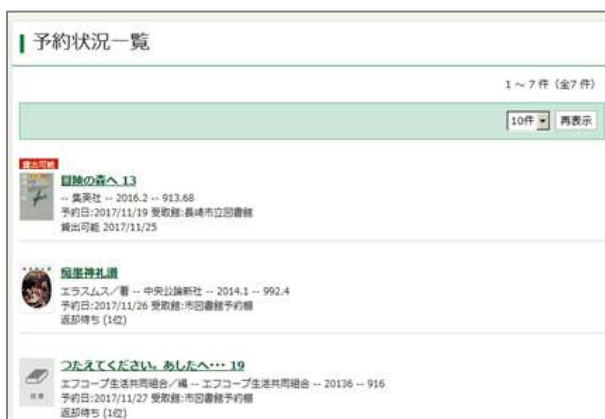 予約状況一覧
1 ~ 7 件 (全7 件)
10件 再表示
貸出可能
冒険の森へ 13
-- 集英社 -- 2016.2 -- 913.68
予約日:2017/11/19 受取館:長崎市立図書館
貸出可能 2017/11/25
痴愚神礼讃
エラスムス/著 -- 中央公論新社 -- 2014.1 -- 992.4
予約日:2017/11/26 受取館:市図書館予約棚
返却待ち (1位)
つたえてください。あしたへ・・・ 19
エフコープ生活共同組合/編 -- エフコープ生活共同組合 -- 20136 -- 916
予約日:2017/11/27 受取館:市図書館予約棚
返却待ち (1位)